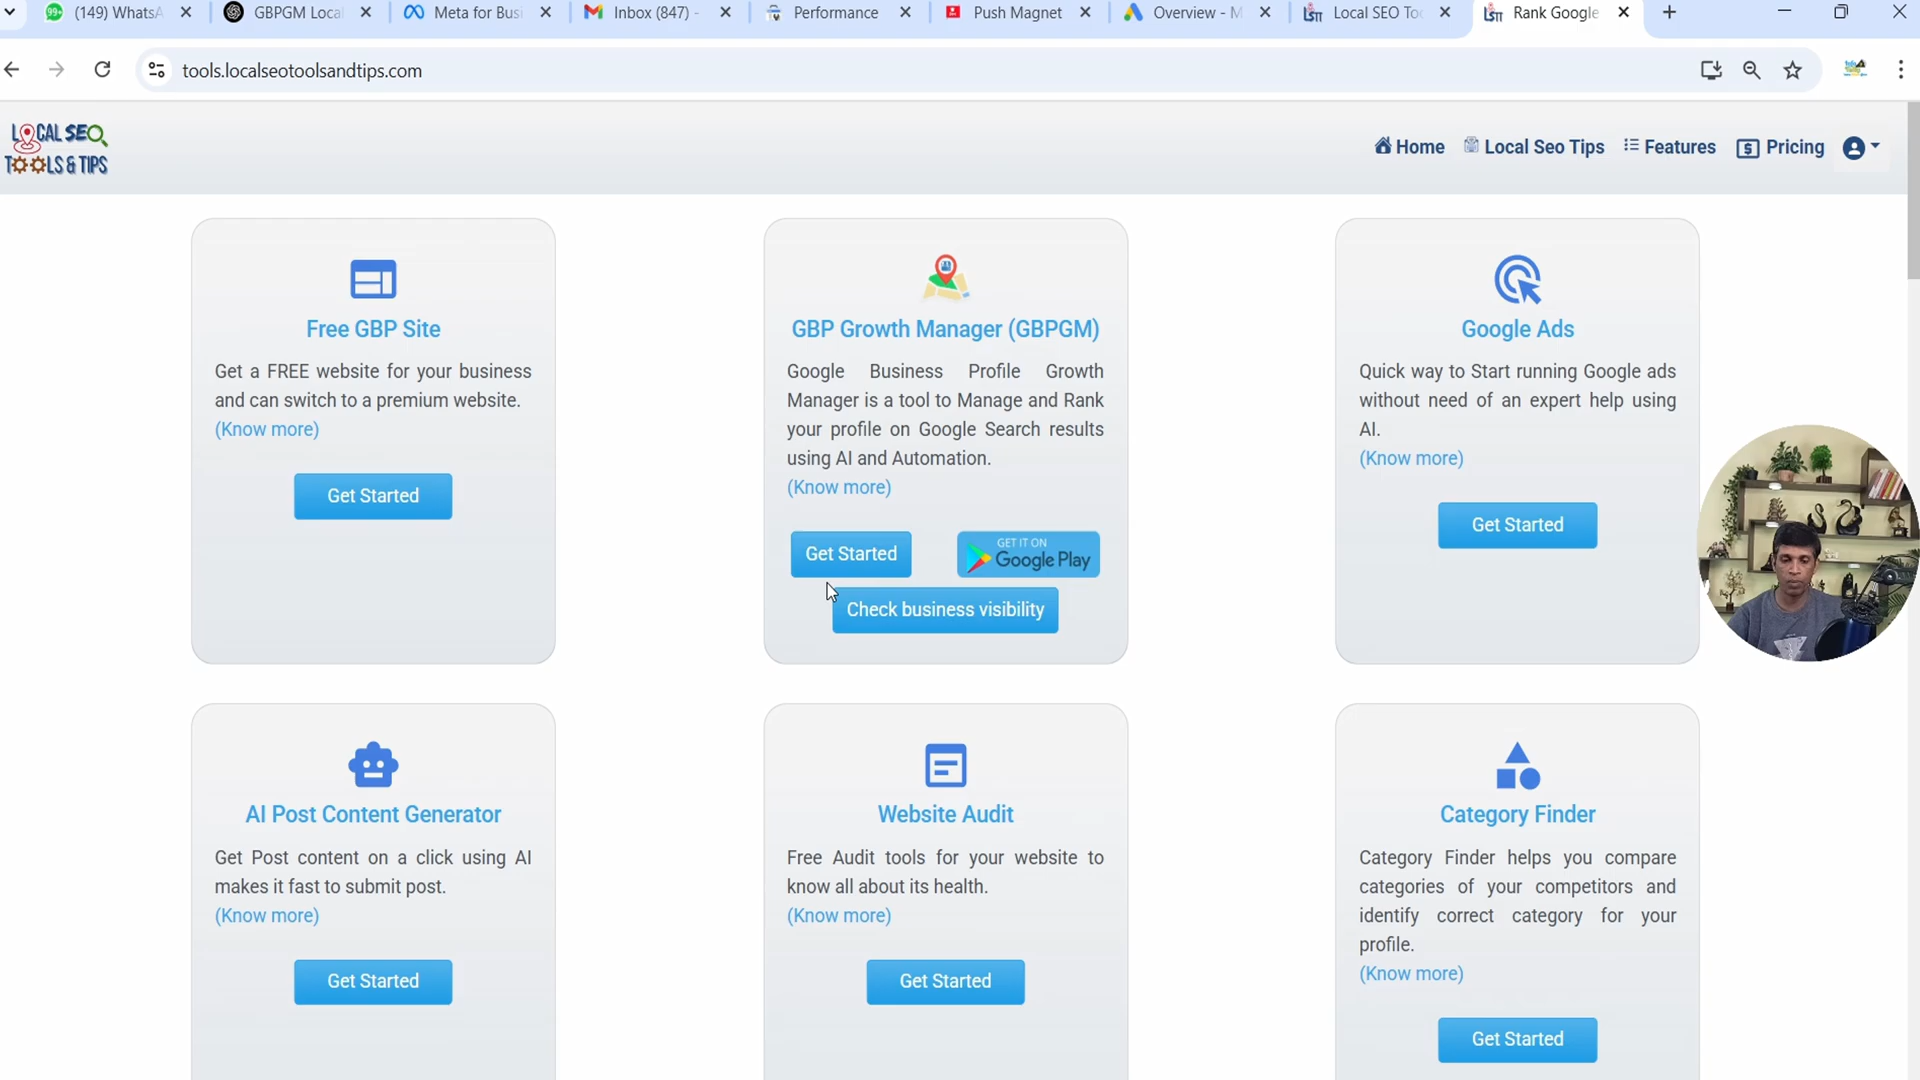 99+
(149) WhatsA
GBPGM Loca
Meta for Busi
Inbox (847) -
Performance
Push Magnet
Overview - M
Local SEO Too
Rank Google
tools.localseotoolsandtips.com
LOCAL SEO
TOOLS & TIPS
Home
Local Seo Tips
Features
Pricing
Free GBP Site
Get a FREE website for your business
and can switch to a premium website.
(Know more)
Get Started
GBP Growth Manager (GBPGM)
Google Business Profile Growth
Manager is a tool to Manage and Rank
your profile on Google Search results
using AI and Automation.
(Know more)
Get Started
GET IT ON
Google Play
Check business visibility
Google Ads
Quick way to Start running Google ads
without need of an expert help using
AI.
(Know more)
Get Started
AI Post Content Generator
Get Post content on a click using AI
makes it fast to submit post.
(Know more)
Get Started
Website Audit
Free Audit tools for your website to
know all about its health.
(Know more)
Get Started
Category Finder
Category Finder helps you compare
categories of your competitors and
identify correct category for your
profile.
(Know more)
Get Started